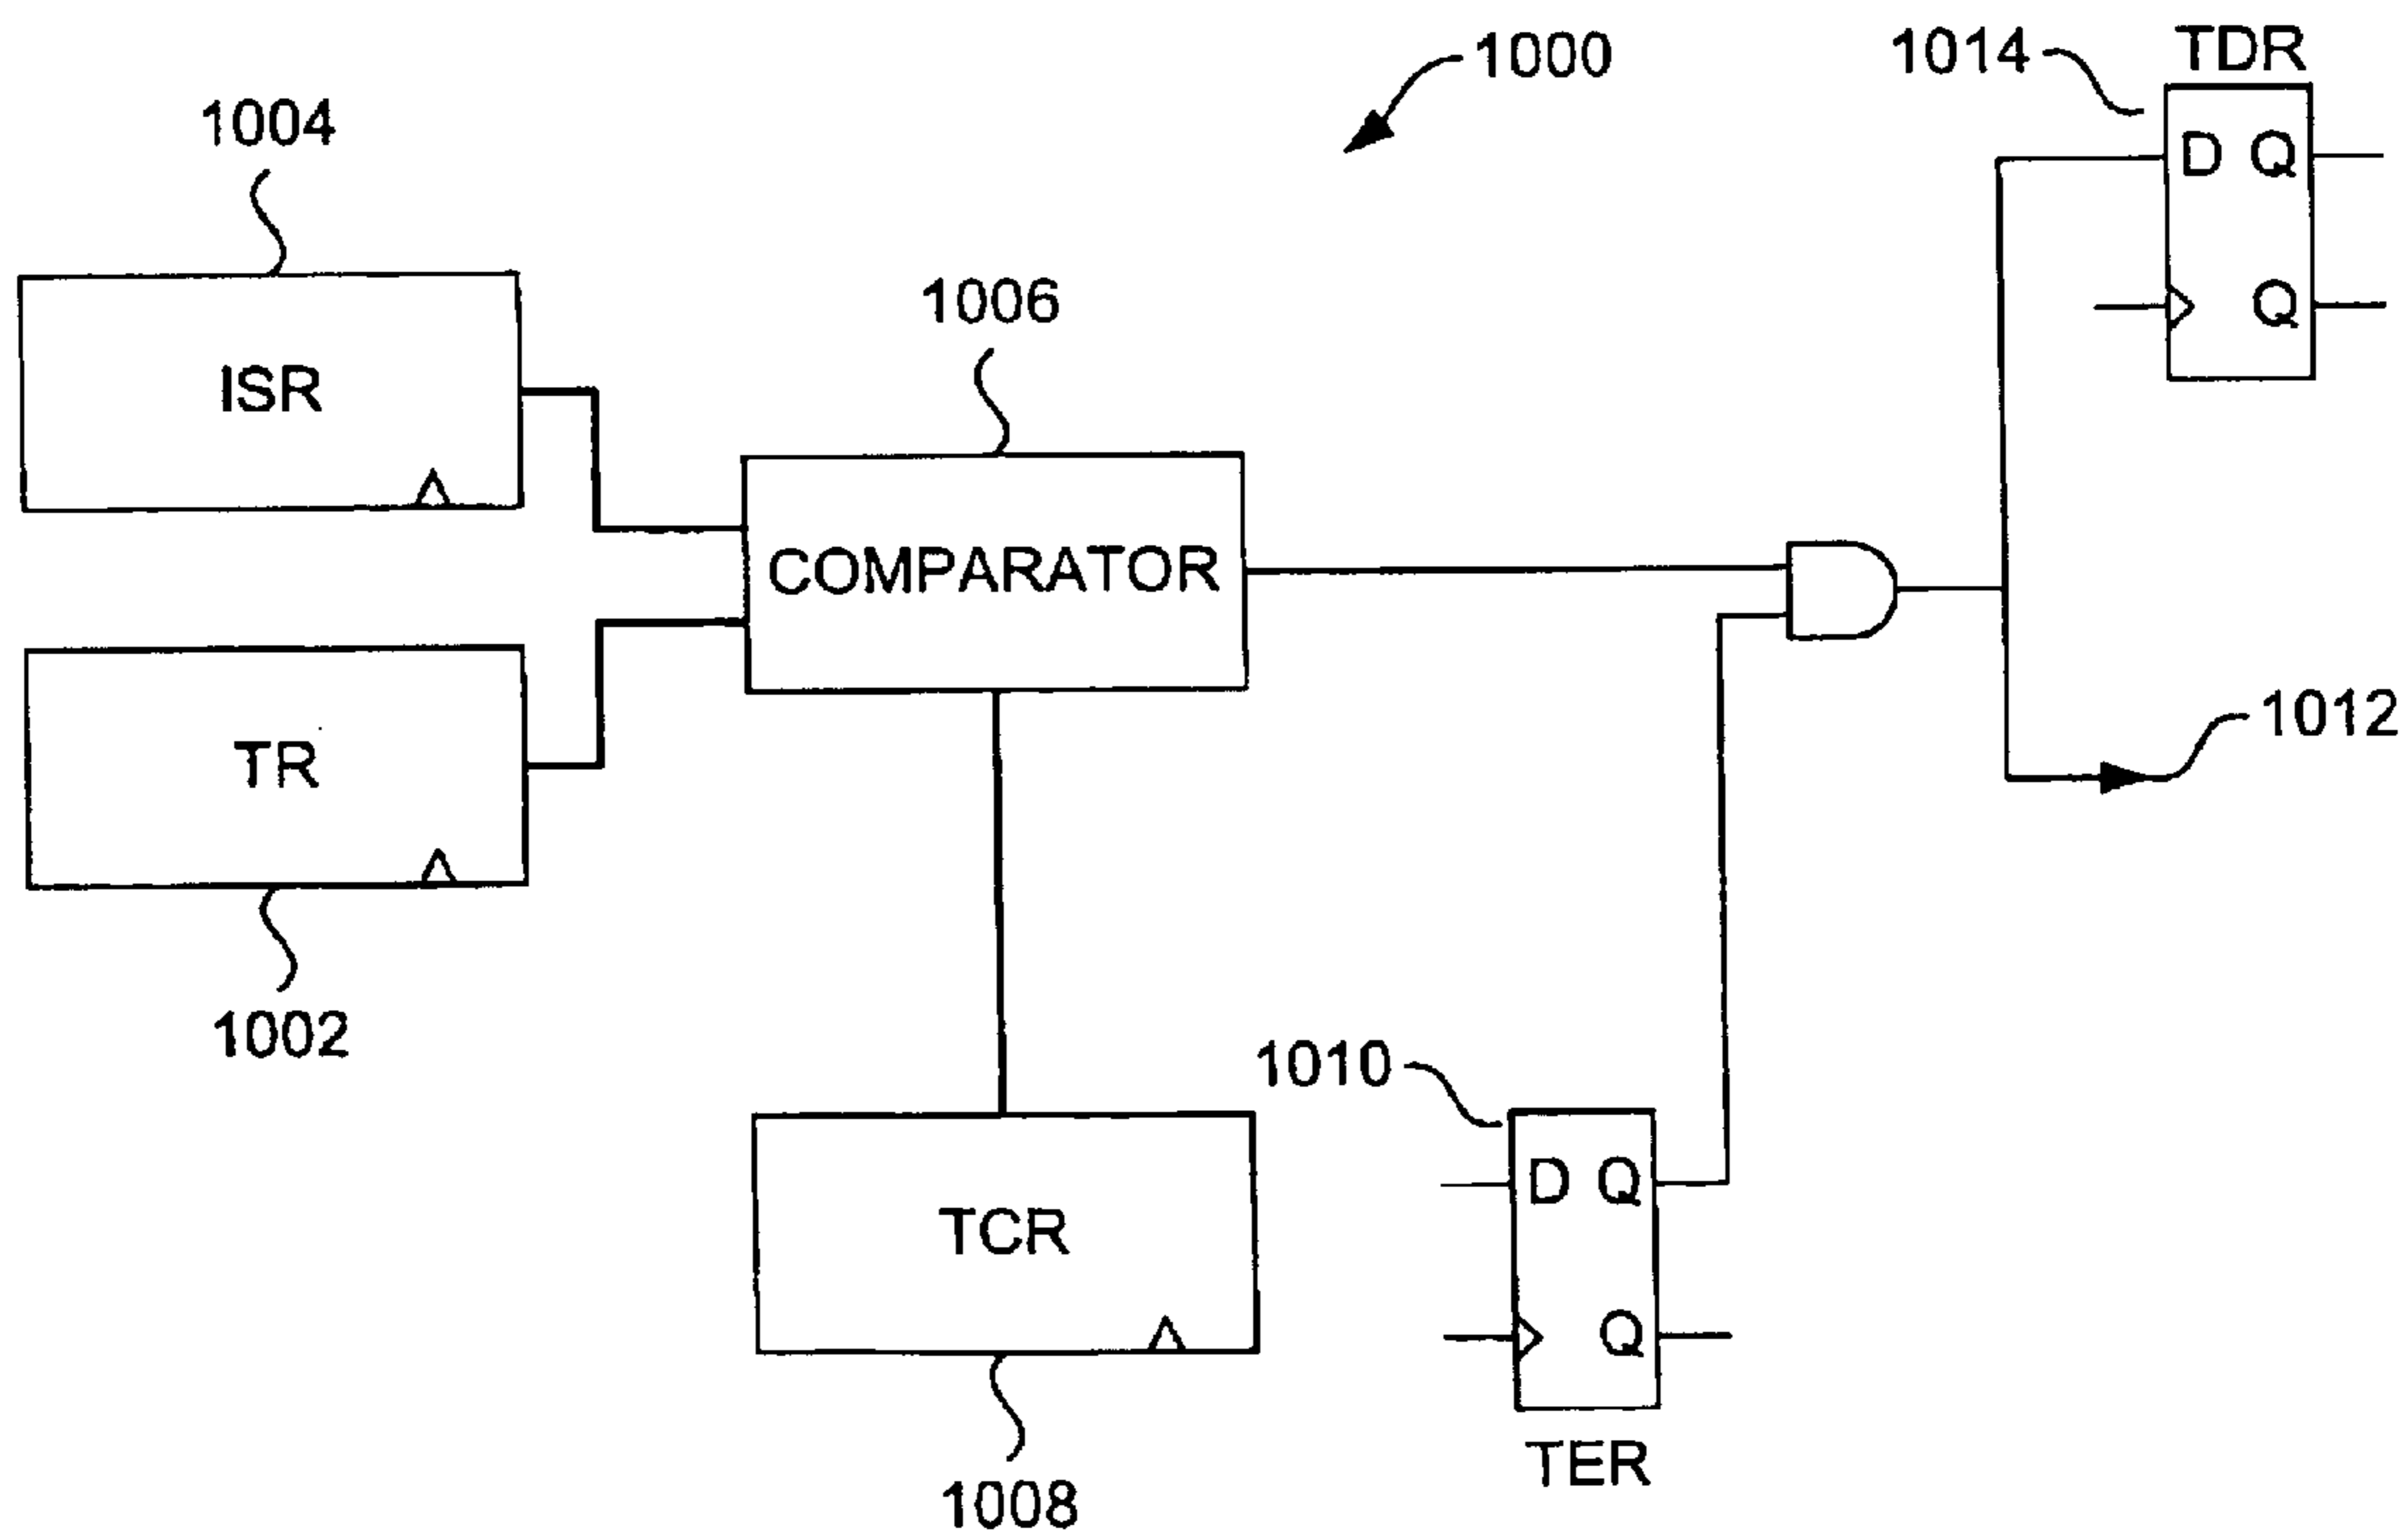 1000
1014
TDR
D Q
Q
1004
ISR
1006
COMPARATOR
TR
1002
1012
1010
D Q
Q
TER
TCR
1008